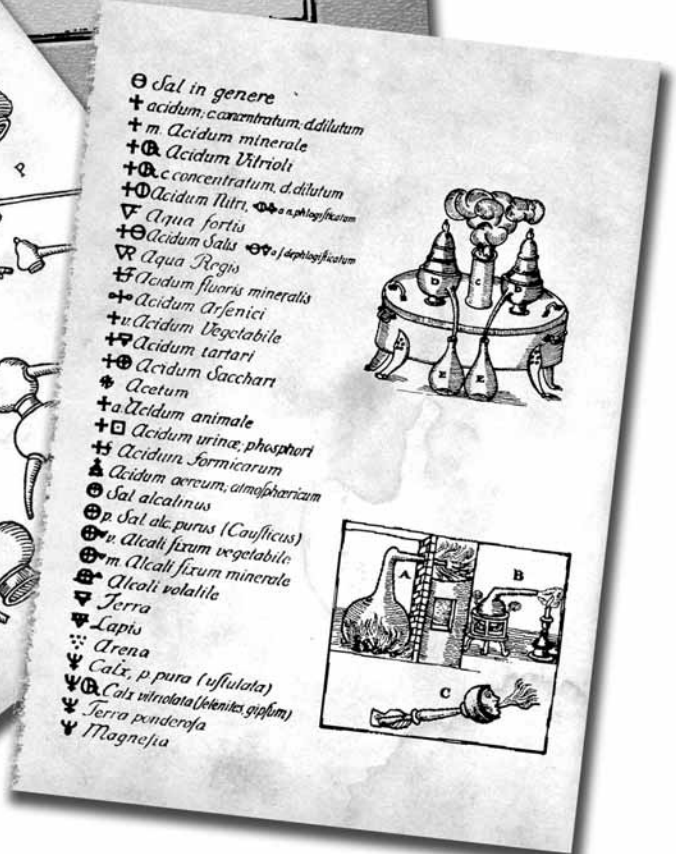 Sal in genere
acidum; c. concentratum; d. dilutum
m. Acidum minerale
Acidum Vitrioli
c concentratum, d. dilutum
Acidum Nitri, a n. phlogisticatum
Aqua fortis
Acidum Salis a ſ dephlogiſticatum
Aqua Regis
Acidum fluoris mineralis
Acidum Arſenici
v. Acidum Vegetabile
Acidum tartari
Acidum Sacchari
Acetum
a. Acidum animale
Acidum urinæ; phosphori
Acidum formicarum
Acidum aereum; atmoſphæricum
Sal alcalinus
p. Sal alc. purus (Cauſticus)
v. Alcali fixum vegetabile
m. Alcali fixum minerale
Alcali volatile
Terra
Lapis
Arena
Calx, p. pura (uſtulata)
Calx vitriolata (ſelenites, gipſum)
Terra ponderoſa
Magneſia
P
D C
E E
A B
C